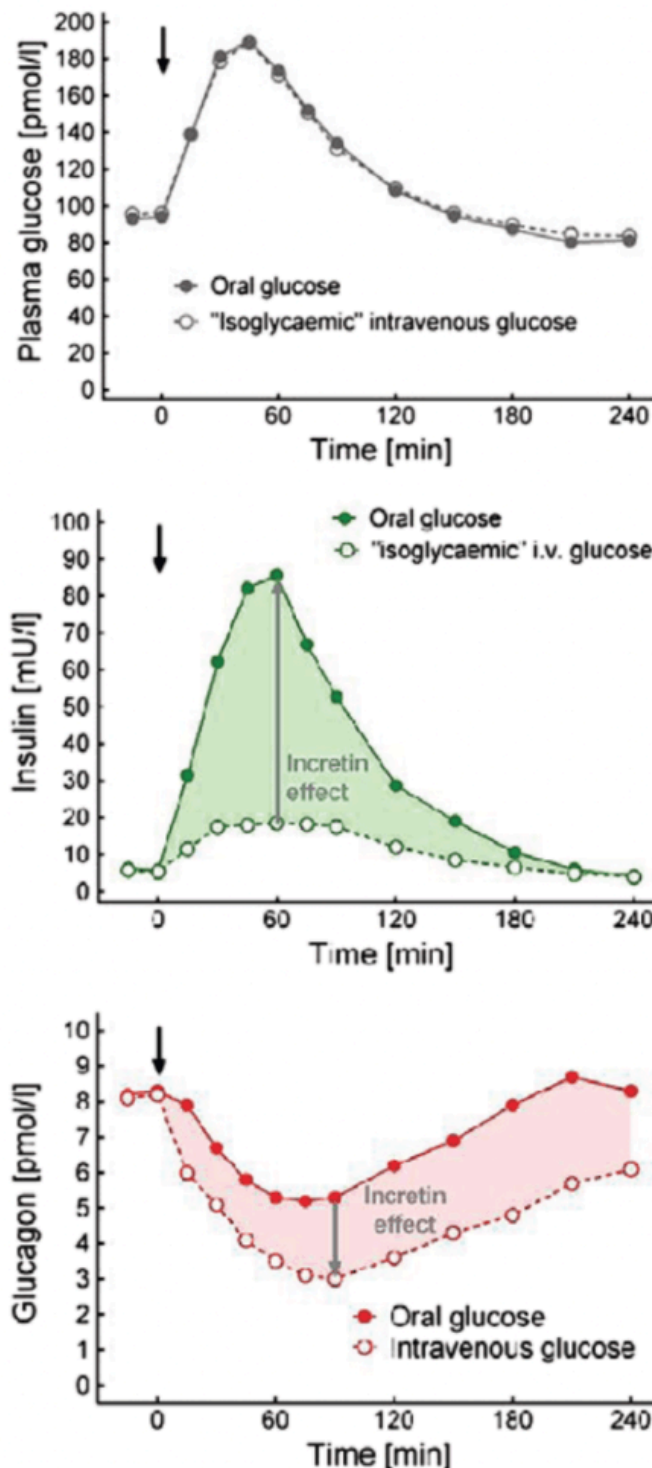 Plasma glucose [pmol/l]
200
180
160
140
120
100
80
60
40
20
0
Oral glucose
"Isoglycaemic" intravenous glucose
0 60 120 180 240
Time [min]
Insulin [mU/l]
100
90
80
70
60
50
40
30
20
10
0
Oral glucose
"isoglycaemic" i.v. glucose
Incretin
effect
0 60 120 180 240
Time [min]
Glucagon [pmol/l]
10
9
8
7
6
5
4
3
2
1
0
Incretin
effect
Oral glucose
Intravenous glucose
0 60 120 180 240
Time [min]